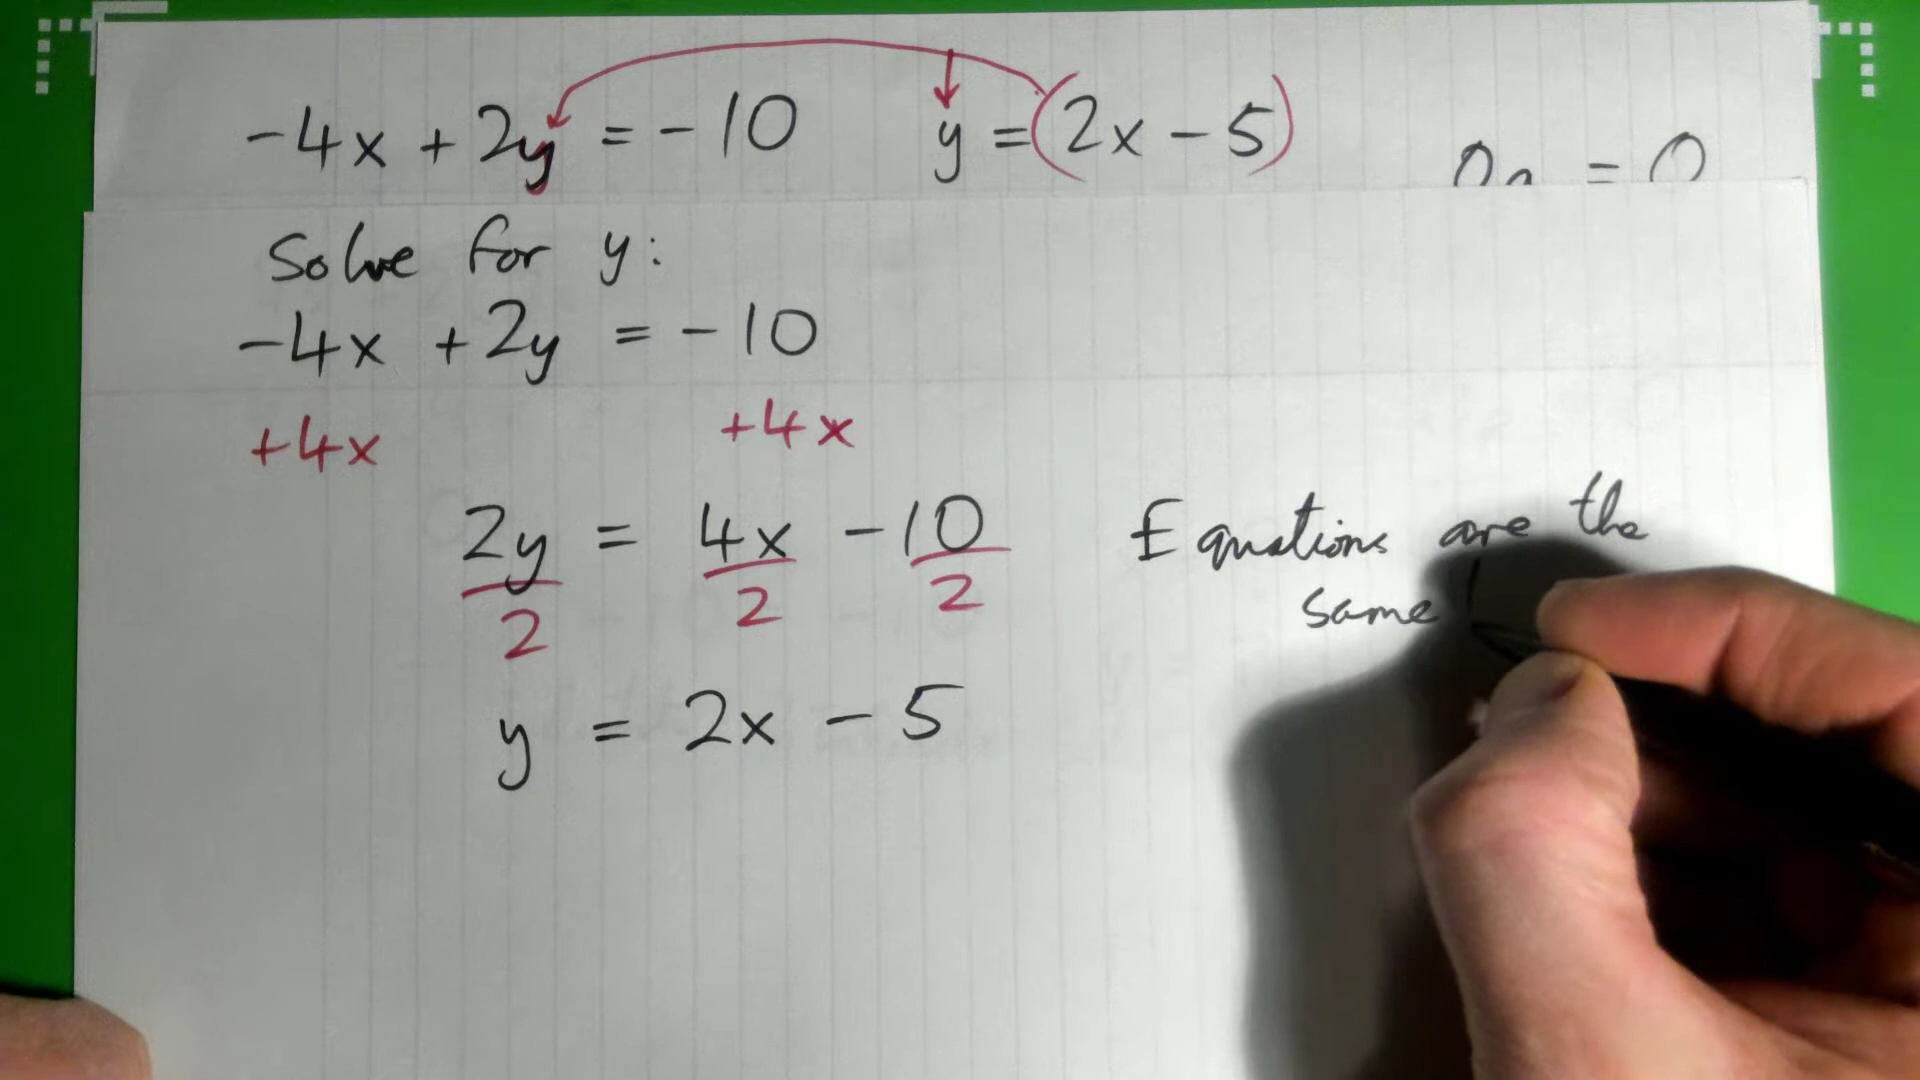 -4x + 2y = -10 y = (2x - 5)
= 0
Solve for y:
-4x + 2y = -10
+4x +4x
2y = 4x - 10
2 2 2
Equations are the
same
y = 2x - 5